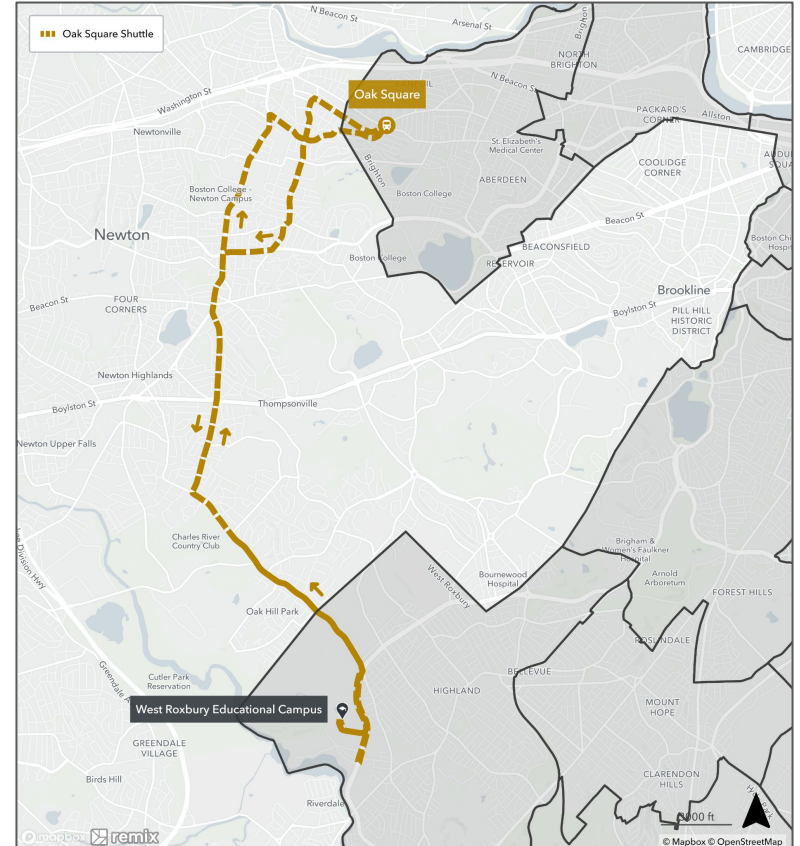 Oak Square Shuttle
N Beacon St
Arsenal St
Brighton
CAMBRIDGE
NORTH
BRIGHTON
N Beacon St
Oak Square
Washington St
Newtonville
PACKARD'S
CORNER
Allston
St. Elizabeth's
Medical Center
COOLIDGE
CORNER
Brighton
ABERDEEN
Boston College -
Newton Campus
Boston College
Beacon St
Newton
BEACONSFIELD
Boston College
RESERVOIR
Brookline
Beacon St
FOUR
CORNERS
Boylston St
PILL HILL
HISTORIC
DISTRICT
Newton Highlands
Boylston St
Thompsonville
Newton Upper Falls
Charles River
Country Club
Brigham &
Women's Faulkner
Hospital
Bournewood
Hospital
West Roxbury
Arnold
Arboretum
FOREST HILLS
Oak Hill Park
ROSLINDALE
BELLEVUE
Cutler Park
Reservation
HIGHLAND
MOUNT
HOPE
West Roxbury Educational Campus
GREENDALE
VILLAGE
CLARENDON
HILLS
Birds Hill
Riverdale
Hyde Park
mapbox remix
© Mapbox © OpenStreetMap